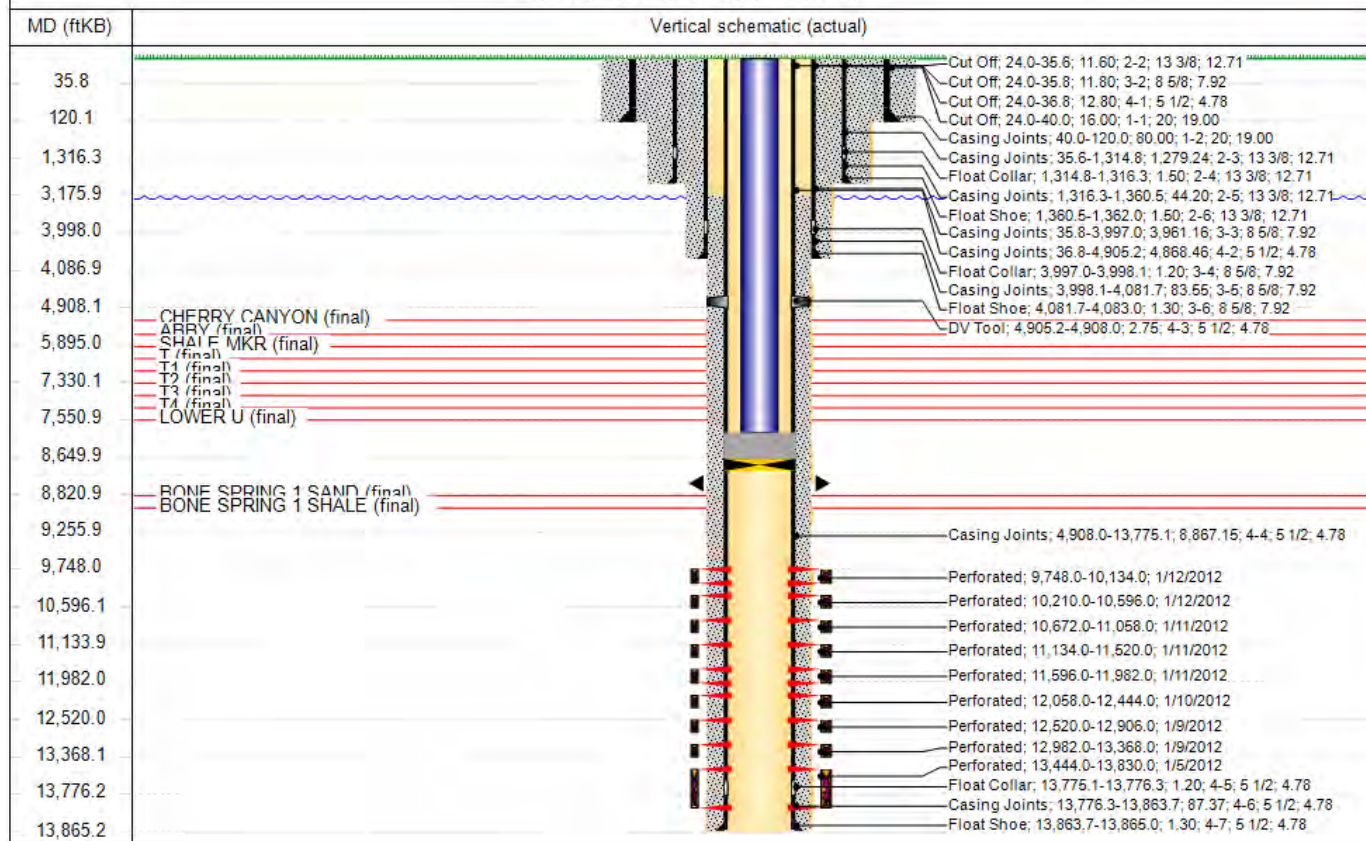 MD (ftKB)
Vertical schematic (actual)
35.8
120.1
1,316.3
3,175.9
3,998.0
4,086.9
4,908.1
5,895.0
7,330.1
7,550.9
8,649.9
8,820.9
9,255.9
9,748.0
10,596.1
11,133.9
11,982.0
12,520.0
13,368.1
13,776.2
13,865.2
CHERRY CANYON (final)
ABBY (final)
SHALE MKR (final)
T (final)
T1 (final)
T2 (final)
T3 (final)
T4 (final)
LOWER U (final)
BONE SPRING 1 SAND (final)
BONE SPRING 1 SHALE (final)
Cut Off; 24.0-35.6; 11.60; 2-2; 13 3/8; 12.71
Cut Off; 24.0-35.8; 11.80; 3-2; 8 5/8; 7.92
Cut Off; 24.0-36.8; 12.80; 4-1; 5 1/2; 4.78
Cut Off; 24.0-40.0; 16.00; 1-1; 20; 19.00
Casing Joints; 40.0-120.0; 80.00; 1-2; 20; 19.00
Casing Joints; 35.6-1,314.8; 1,279.24; 2-3; 13 3/8; 12.71
Float Collar; 1,314.8-1,316.3; 1.50; 2-4; 13 3/8; 12.71
Casing Joints; 1,316.3-1,360.5; 44.20; 2-5; 13 3/8; 12.71
Float Shoe; 1,360.5-1,362.0; 1.50; 2-6; 13 3/8; 12.71
Casing Joints; 35.8-3,997.0; 3,961.16; 3-3; 8 5/8; 7.92
Casing Joints; 36.8-4,905.2; 4,868.46; 4-2; 5 1/2; 4.78
Float Collar; 3,997.0-3,998.1; 1.20; 3-4; 8 5/8; 7.92
Casing Joints; 3,998.1-4,081.7; 83.55; 3-5; 8 5/8; 7.92
Float Shoe; 4,081.7-4,083.0; 1.30; 3-6; 8 5/8; 7.92
DV Tool; 4,905.2-4,908.0; 2.75; 4-3; 5 1/2; 4.78
Casing Joints; 4,908.0-13,775.1; 8,867.15; 4-4; 5 1/2; 4.78
Perforated; 9,748.0-10,134.0; 1/12/2012
Perforated; 10,210.0-10,596.0; 1/12/2012
Perforated; 10,672.0-11,058.0; 1/11/2012
Perforated; 11,134.0-11,520.0; 1/11/2012
Perforated; 11,596.0-11,982.0; 1/11/2012
Perforated; 12,058.0-12,444.0; 1/10/2012
Perforated; 12,520.0-12,906.0; 1/9/2012
Perforated; 12,982.0-13,368.0; 1/9/2012
Perforated; 13,444.0-13,830.0; 1/5/2012
Float Collar; 13,775.1-13,776.3; 1.20; 4-5; 5 1/2; 4.78
Casing Joints; 13,776.3-13,863.7; 87.37; 4-6; 5 1/2; 4.78
Float Shoe; 13,863.7-13,865.0; 1.30; 4-7; 5 1/2; 4.78